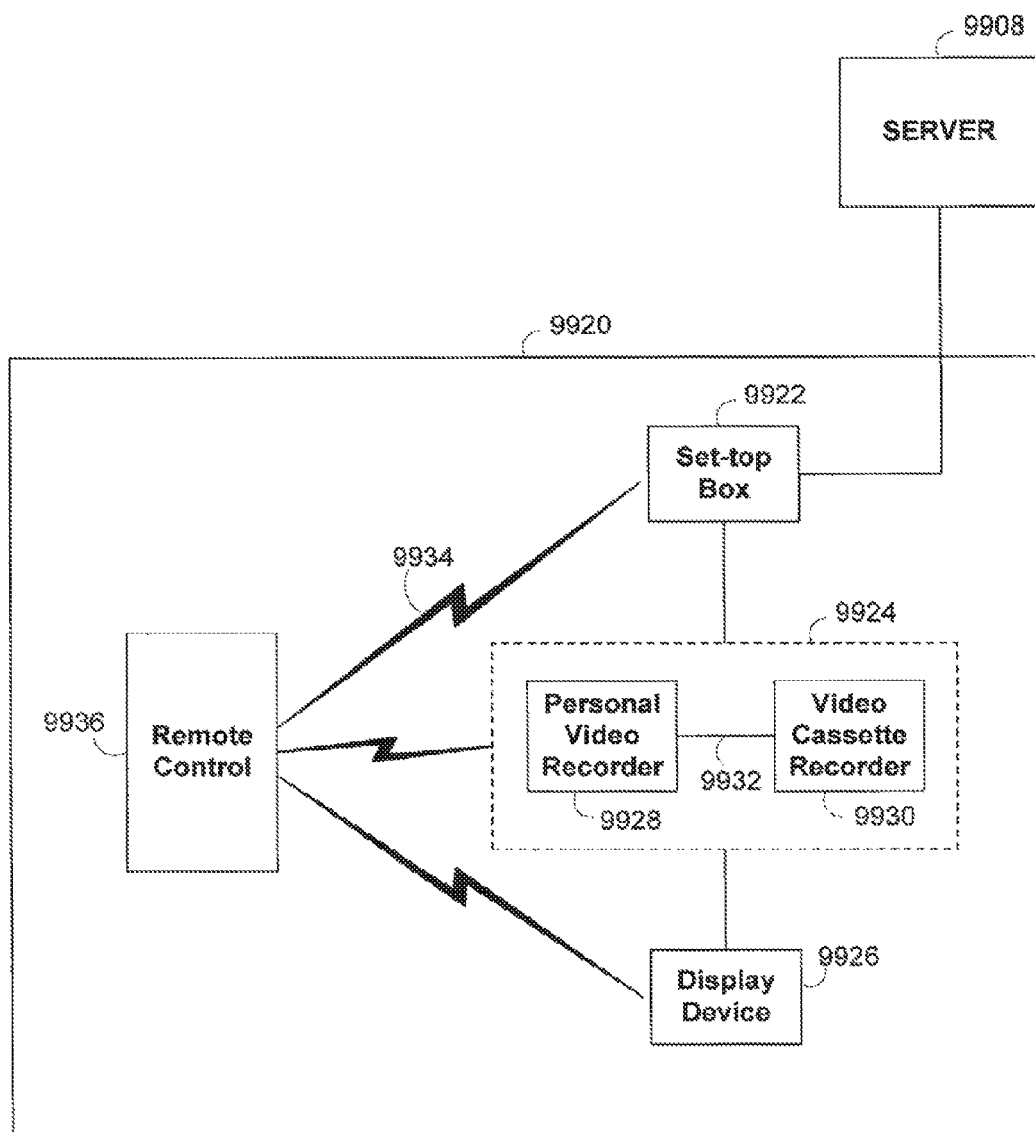 9908
SERVER
9920
9922
Set-top
Box
9934
9924
9936
Remote
Control
Personal
Video
Recorder
9928
9932
Video
Cassette
Recorder
9930
9926
Display
Device